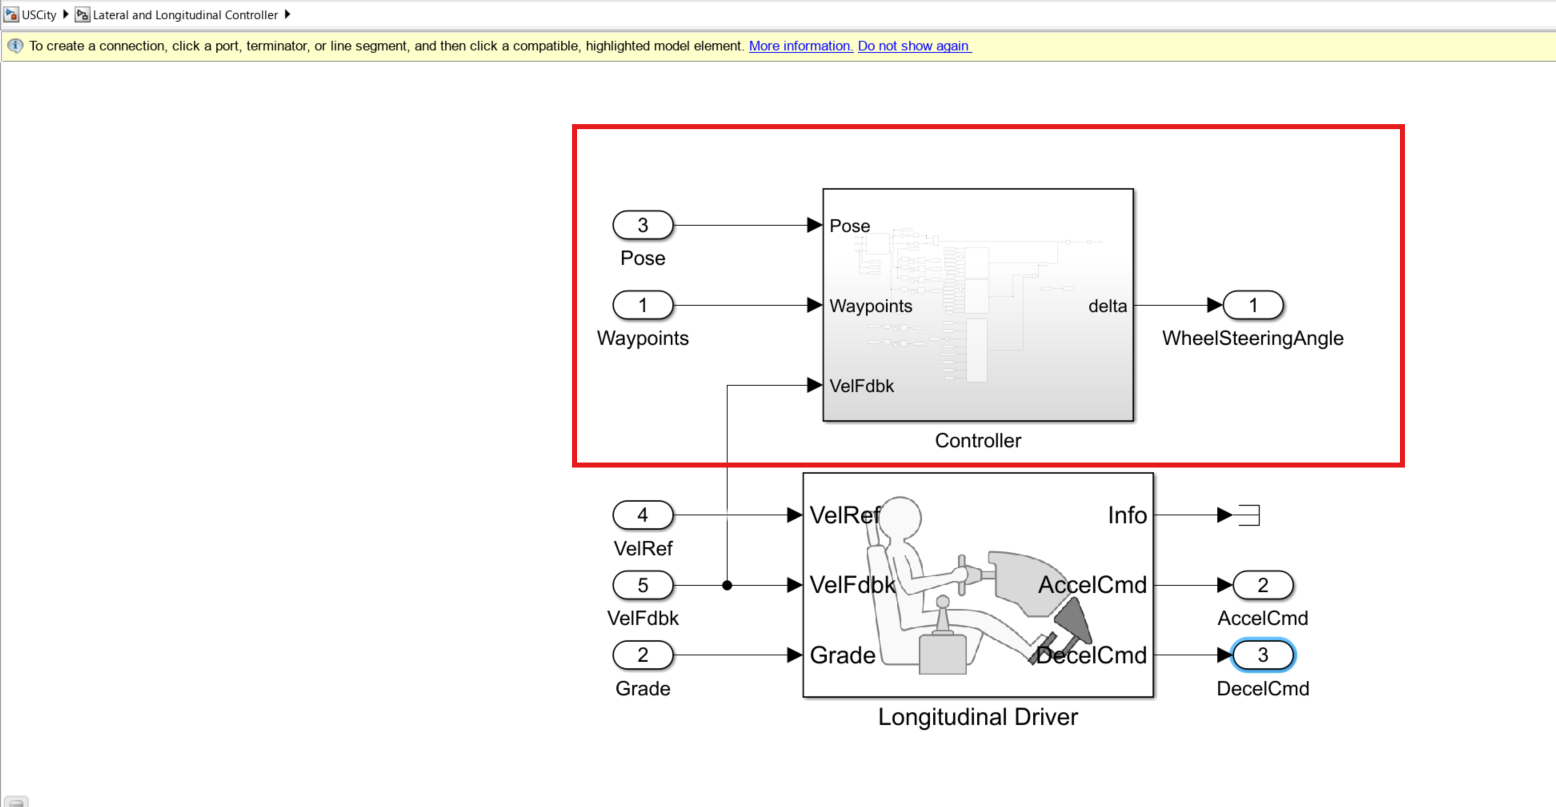 USCity Lateral and Longitudinal Controller
To create a connection, click a port, terminator, or line segment, and then click a compatible, highlighted model element. More information. Do not show again
3
Pose
Pose
1
Waypoints
Waypoints
delta
1
WheelSteeringAngle
VelFdbk
Controller
4
VelRef
VelRef
Info
5
VelFdbk
VelFdbk
AccelCmd
2
AccelCmd
2
Grade
Grade
DecelCmd
3
DecelCmd
Longitudinal Driver